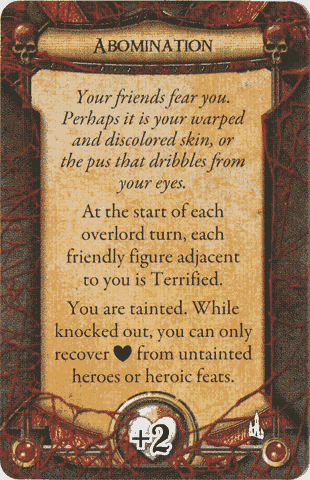 ABOMINATION
Your friends fear you.
Perhaps it is your warped
and discolored skin, or
the pus that dribbles from
your eyes.
At the start of each
overlord turn, each
friendly figure adjacent
to you is Terrified.
You are tainted. While
knocked out, you can only
recover ♥ from untainted
heroes or heroic feats.
+2